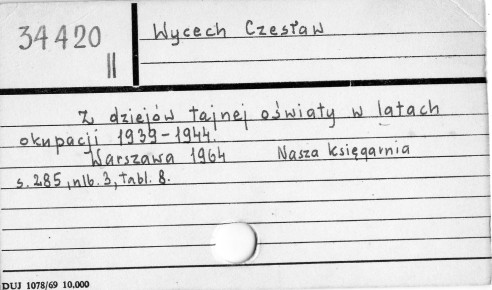 34420
II
Wycech Czesław
Z dziejów tajnej oświaty w latach
okupacji 1939-1944.
Warszawa 1964 Nasza Księgarnia
s. 285, nlb. 3, tabl. 8.
DUJ 1078/69 10,000